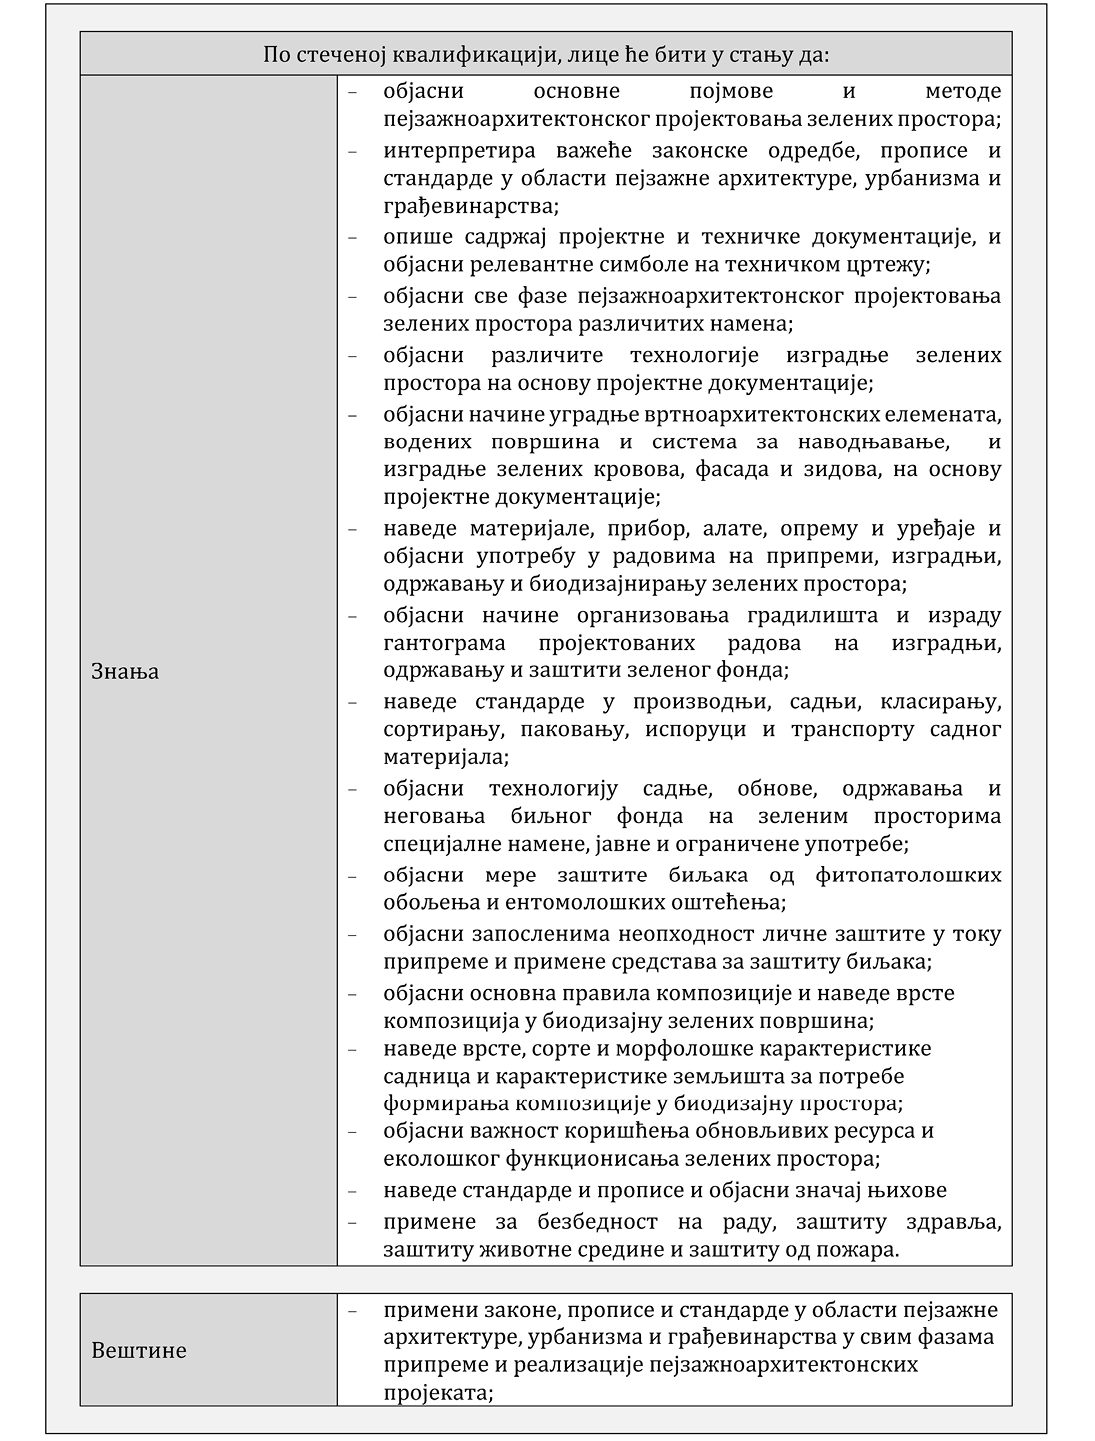 По стеченој квалификацији, лице ће бити у стању да:
Знања
– објасни основне појмове и методе
пејзажноархитектонског пројектовања зелених простора;
– интерпретира важеће законске одредбе, прописе и
стандарде у области пејзажне архитектуре, урбанизма и
грађевинарства;
– опише садржај пројектне и техничке документације, и
објасни релевантне симболе на техничком цртежу;
– објасни све фазе пејзажноархитектонског пројектовања
зелених простора различитих намена;
– објасни различите технологије изградње зелених
простора на основу пројектне документације;
– објасни начине уградње вртноархитектонских елемената,
водених површина и система за наводњавање, и
изградње зелених кровова, фасада и зидова, на основу
пројектне документације;
– наведе материјале, прибор, алате, опрему и уређаје и
објасни употребу у радовима на припреми, изградњи,
одржавању и биодизајнирању зелених простора;
– објасни начине организовања градилишта и израду
гантограма пројектованих радова на изградњи,
одржавању и заштити зеленог фонда;
– наведе стандарде у производњи, садњи, класирању,
сортирању, паковању, испоруци и транспорту садног
материјала;
– објасни технологију садње, обнове, одржавања и
неговања биљног фонда на зеленим просторима
специјалне намене, јавне и ограничене употребе;
– објасни мере заштите биљака од фитопатолошких
обољења и ентомолошких оштећења;
– објасни запосленима неопходност личне заштите у току
припреме и примене средстава за заштиту биљака;
– објасни основна правила композиције и наведе врсте
композиција у биодизајну зелених површина;
– наведе врсте, сорте и морфолошке карактеристике
садница и карактеристике земљишта за потребе
формирања композиције у биодизајну простора;
– објасни важност коришћења обновљивих ресурса и
еколошког функционисања зелених простора;
– наведе стандарде и прописе и објасни значај њихове
– примене за безбедност на раду, заштиту здравља,
заштиту животне средине и заштиту од пожара.
Вештине
– примени законе, прописе и стандарде у области пејзажне
архитектуре, урбанизма и грађевинарства у свим фазама
припреме и реализације пејзажноархитектонских
пројеката;